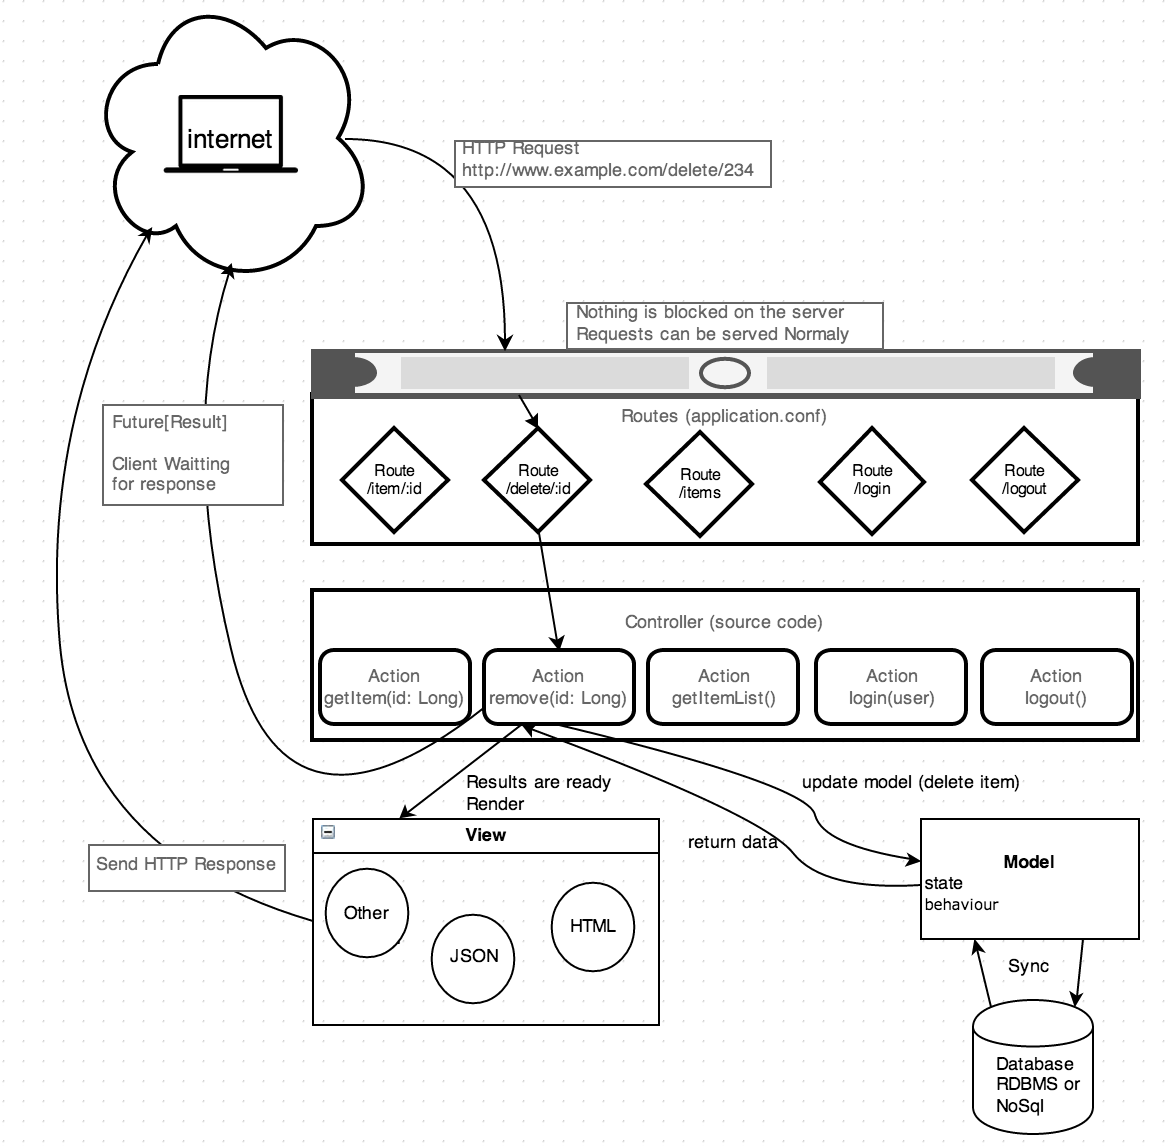 internet
HTTP Request
http://www.example.com/delete/234
Nothing is blocked on the server
Requests can be served Normaly
Routes (application.conf)
Route
/item/:id
Route
/delete/:id
Route
/items
Route
/login
Route
/logout
Future[Result]
Client Waitting
for response
Controller (source code)
Action
getItem(id: Long)
Action
remove(id: Long)
Action
getItemList()
Action
login(user)
Action
logout()
Results are ready
Render
update model (delete item)
return data
View
Other
JSON
HTML
Send HTTP Response
Model
state
behaviour
Sync
Database
RDBMS or
NoSql